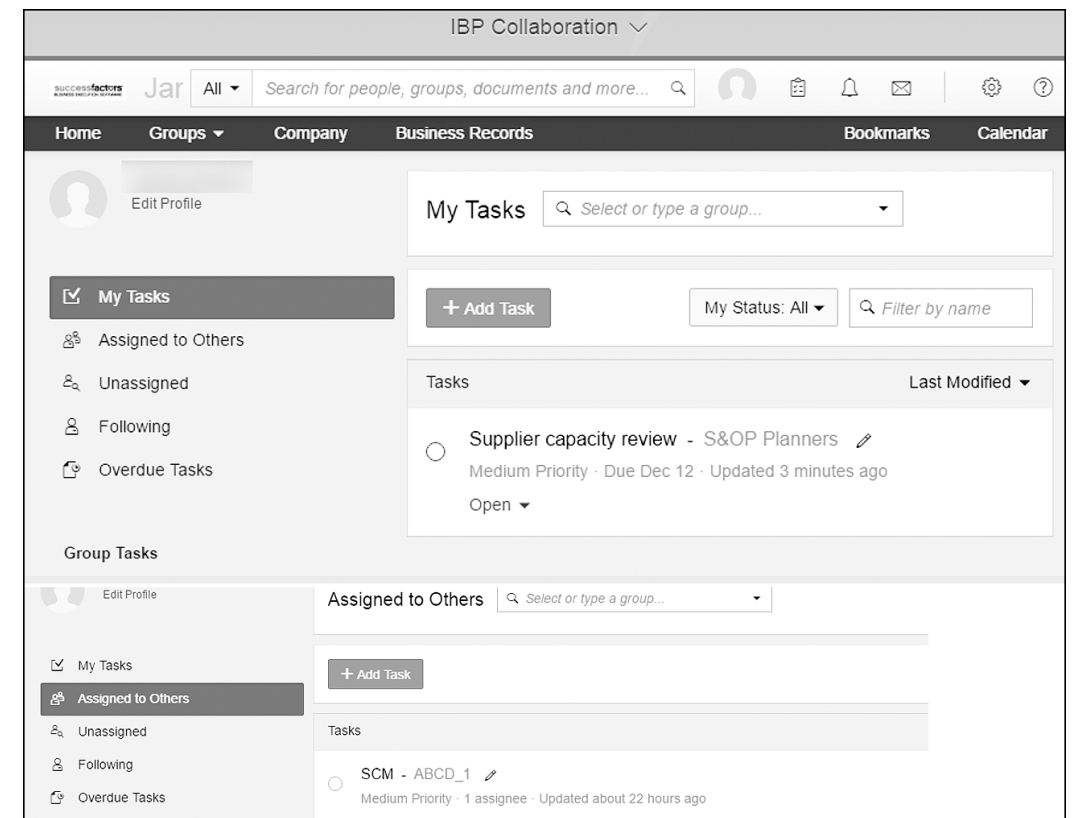 IBP Collaboration
successfactors Jar All Search for people, groups, documents and more...
Home Groups Company Business Records Bookmarks Calendar
Edit Profile
My Tasks Select or type a group...
My Tasks
Assigned to Others
Unassigned
Following
Overdue Tasks
Group Tasks
+ Add Task My Status: All Filter by name
Tasks Last Modified
Supplier capacity review - S&OP Planners
Medium Priority · Due Dec 12 · Updated 3 minutes ago
Open
Edit Profile
Assigned to Others Select or type a group...
My Tasks
Assigned to Others
Unassigned
Following
Overdue Tasks
+ Add Task
Tasks
SCM - ABCD_1
Medium Priority · 1 assignee · Updated about 22 hours ago